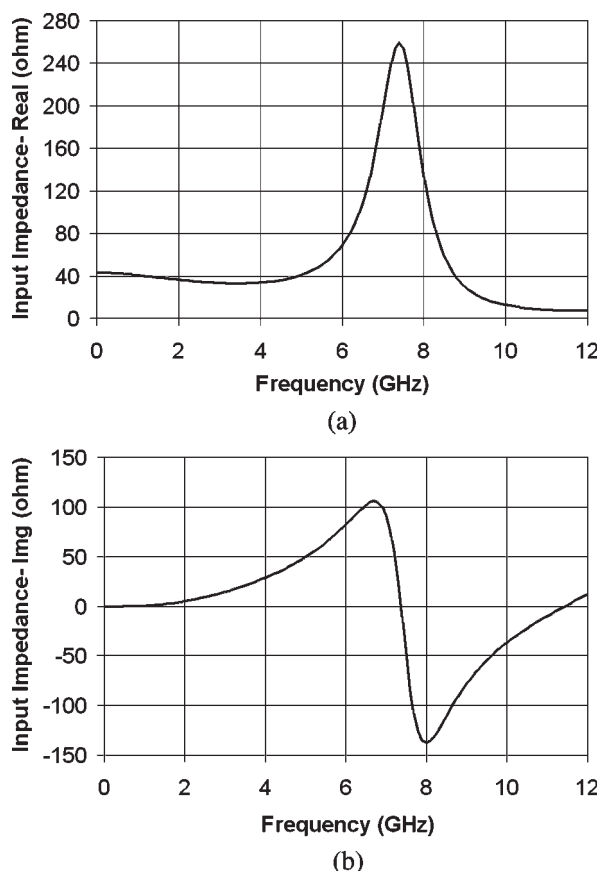 Input Impedance- Real (ohm)
280
240
200
160
120
80
40
0
0 2 4 6 8 10 12
Frequency (GHz)
(a)
Input Impedance- Img (ohm)
150
100
50
0
-50
-100
-150
0 2 4 6 8 10 12
Frequency (GHz)
(b)